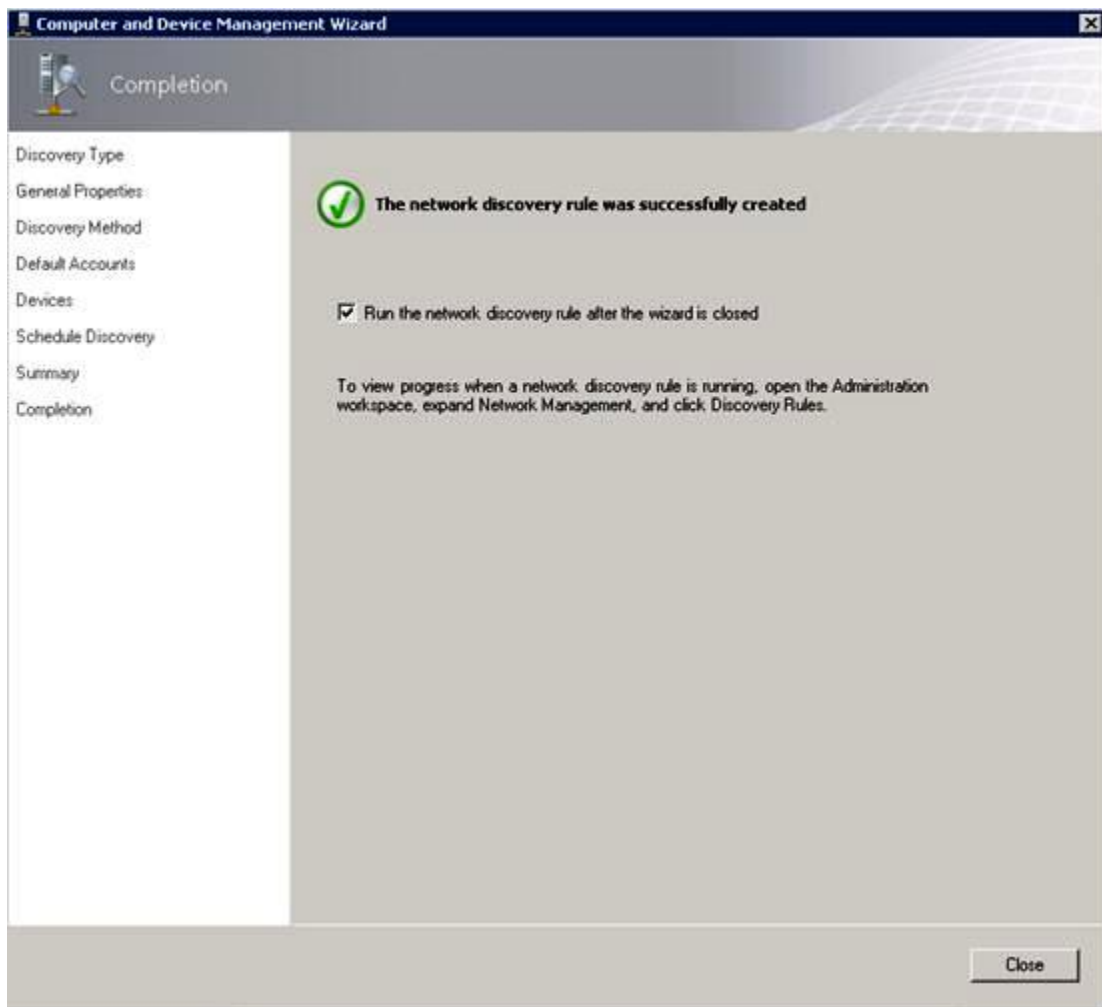 Computer and Device Management Wizard
Completion
Discovery Type
General Properties
Discovery Method
Default Accounts
Devices
Schedule Discovery
Summary
Completion
The network discovery rule was successfully created
Run the network discovery rule after the wizard is closed
To view progress when a network discovery rule is running, open the Administration
workspace, expand Network Management, and click Discovery Rules.
Close